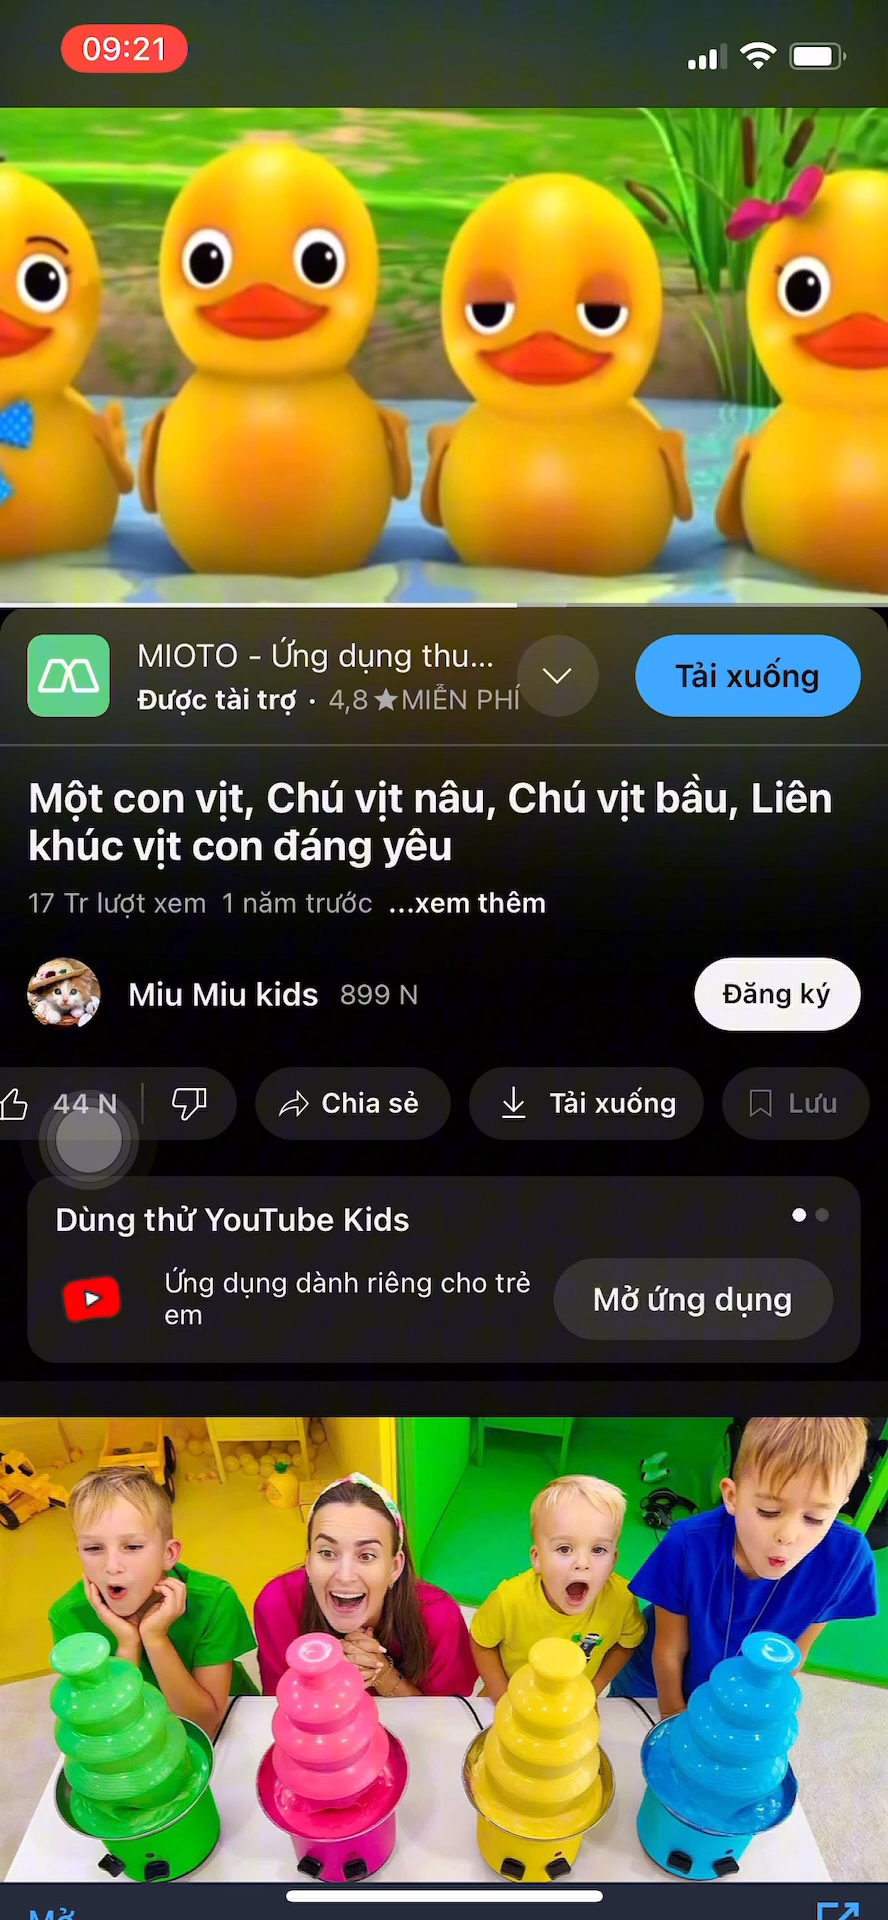 09:21
MIOTO - Ứng dụng thu...
Được tài trợ · 4,8★MIỄN PHÍ
Tải xuống
Một con vịt, Chú vịt nâu, Chú vịt bầu, Liên
khúc vịt con đáng yêu
17 Tr lượt xem 1 năm trước ...xem thêm
Miu Miu kids 899 N
Đăng ký
44 N
Chia sẻ
Tải xuống
Lưu
Dùng thử YouTube Kids
Ứng dụng dành riêng cho trẻ
em
Mở ứng dụng
Mở